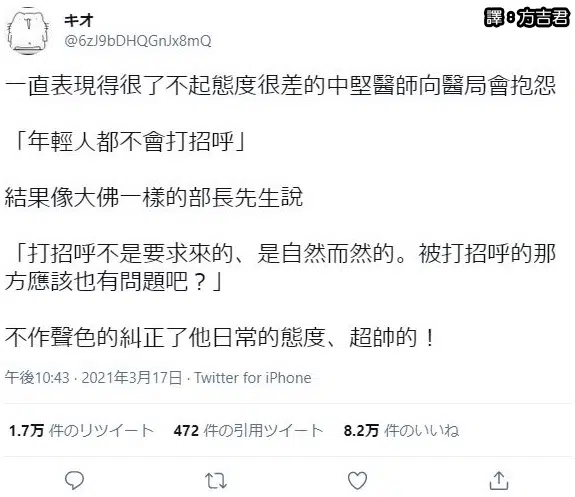 キオ
譯:方吉君
@6zJ9bDHQGnJx8mQ
一直表現得很了不起態度很差的中堅醫師向醫局會抱怨
「年輕人都不會打招呼」
結果像大佛一樣的部長先生說
「打招呼不是要求來的、是自然而然的。被打招呼的那
方應該也有問題吧？」
不作聲色的糾正了他日常的態度、超帥的！
午後10:43 · 2021年3月17日 · Twitter for iPhone
1.7万 件のリツイート 472 件の引用ツイート 8.2万 件のいいね